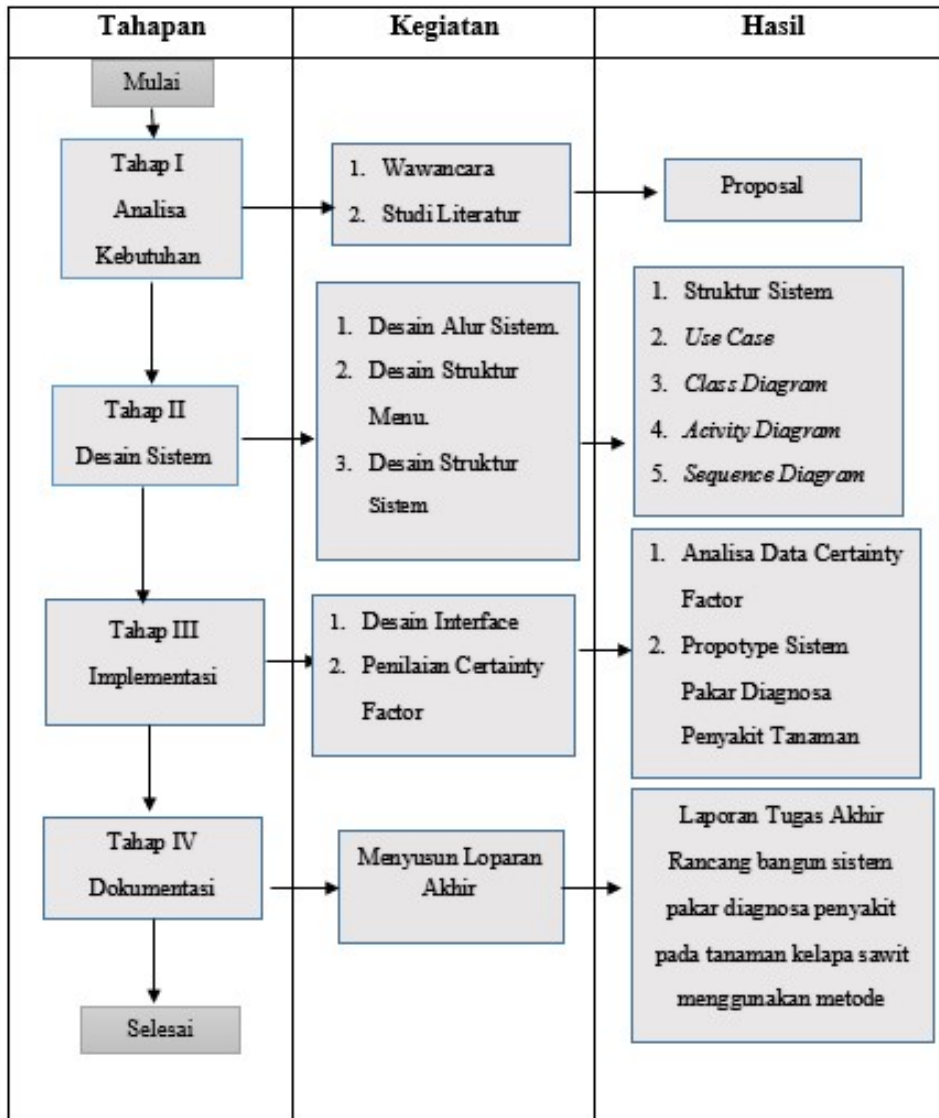 Tahapan
Kegiatan
Hasil
Mulai
Tahap I
Analisa
Kebutuhan
1. Wawancara
2. Studi Literatur
Proposal
Tahap II
Desain Sistem
1. Desain Alur Sistem.
2. Desain Struktur
Menu.
3. Desain Struktur
Sistem
1. Struktur Sistem
2. Use Case
3. Class Diagram
4. Acivity Diagram
5. Sequence Diagram
Tahap III
Implementasi
1. Desain Interface
2. Penilaian Certainty
Factor
1. Analisa Data Certainty
Factor
2. Propotype Sistem
Pakar Diagnosa
Penyakit Tanaman
Tahap IV
Dokumentasi
Menyusun Loparan
Akhir
Laporan Tugas Akhir
Rancang bangun sistem
pakar diagnosa penyakit
pada tanaman kelapa sawit
menggunakan metode
Selesai